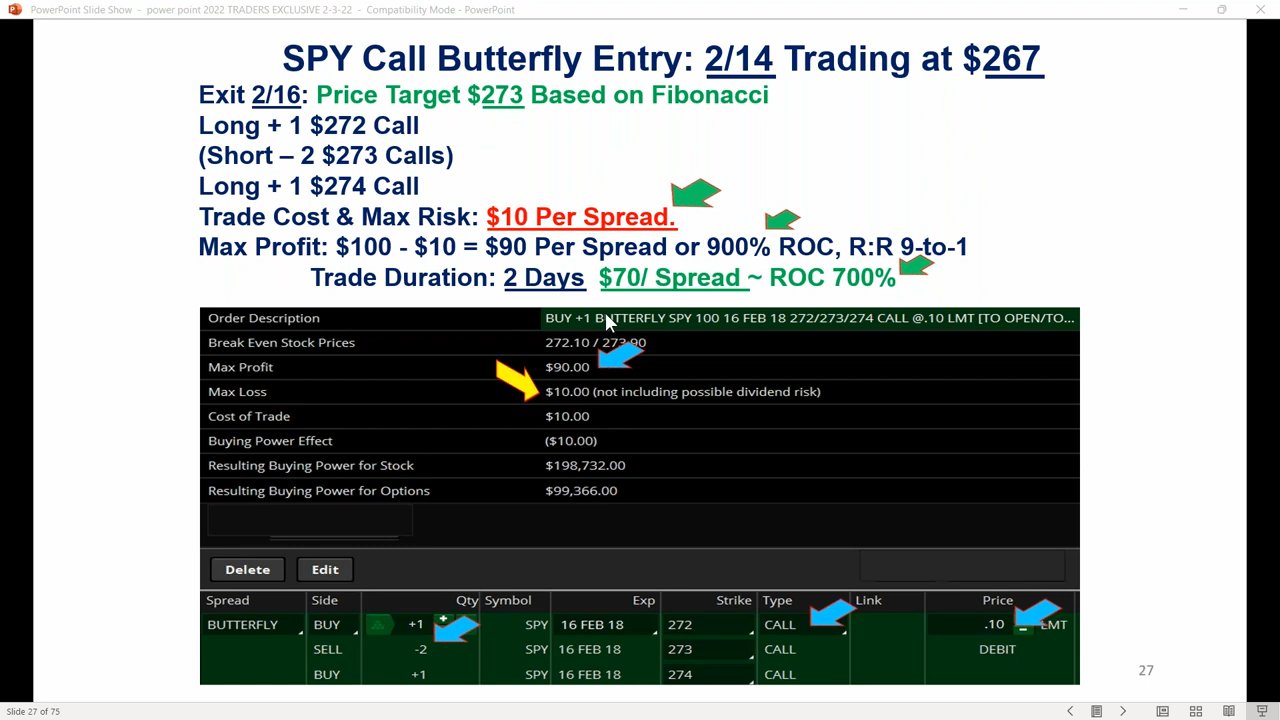 PowerPoint Slide Show - power point 2022 TRADERS EXCLUSIVE 2-3-22 - Compatibility Mode - PowerPoint
SPY Call Butterfly Entry: 2/14 Trading at $267
Exit 2/16: Price Target $273 Based on Fibonacci
Long + 1 $272 Call
(Short – 2 $273 Calls)
Long + 1 $274 Call
Trade Cost & Max Risk: $10 Per Spread.
Max Profit: $100 - $10 = $90 Per Spread or 900% ROC, R:R 9-to-1
Trade Duration: 2 Days $70/ Spread ~ ROC 700%
Order Description BUY +1 BUTTERFLY SPY 100 16 FEB 18 272/273/274 CALL @.10 LMT [TO OPEN/TO...
Break Even Stock Prices 272.10 / 273.90
Max Profit $90.00
Max Loss $10.00 (not including possible dividend risk)
Cost of Trade $10.00
Buying Power Effect ($10.00)
Resulting Buying Power for Stock $198,732.00
Resulting Buying Power for Options $99,366.00
Delete Edit
Spread Side Qty Symbol Exp Strike Type Link Price
BUTTERFLY BUY +1 SPY 16 FEB 18 272 CALL .10 LMT
SELL -2 SPY 16 FEB 18 273 CALL DEBIT
BUY +1 SPY 16 FEB 18 274 CALL
27
Slide 27 of 75